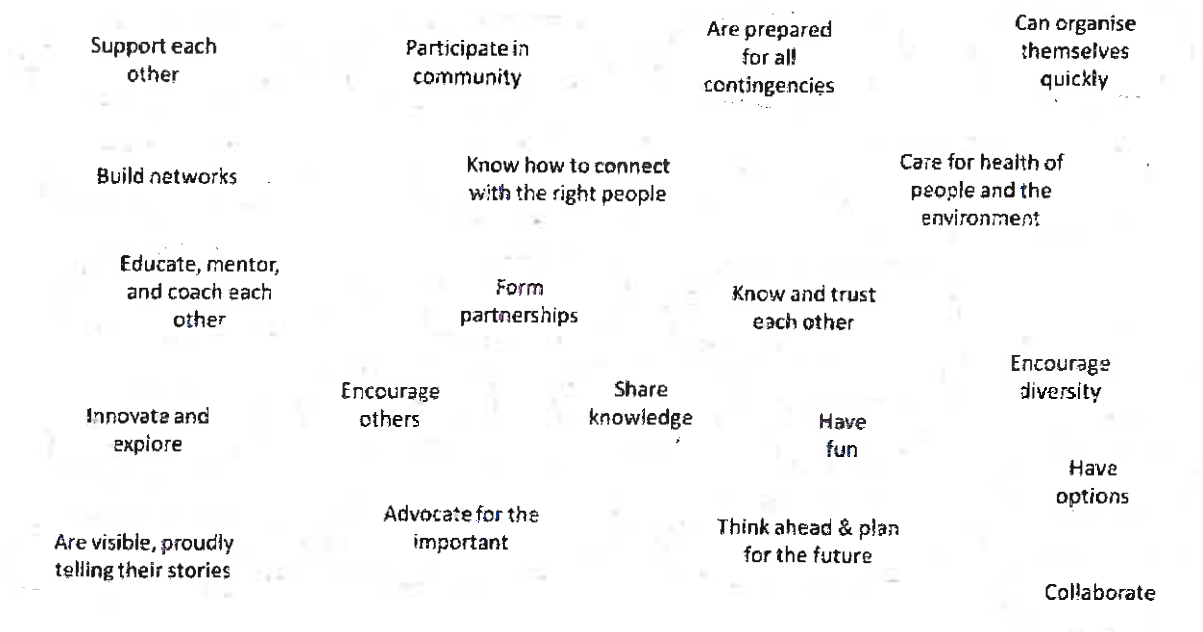 Support each
other
Participate in
community
Are prepared
for all
contingencies
Can organise
themselves
quickly
Build networks
Know how to connect
with the right people
Care for health of
people and the
environment
Educate, mentor,
and coach each
other
Form
partnerships
Know and trust
each other
Encourage
diversity
Innovate and
explore
Encourage
others
Share
knowledge
Have
fun
Have
options
Are visible, proudly
telling their stories
Advocate for the
important
Think ahead & plan
for the future
Collaborate